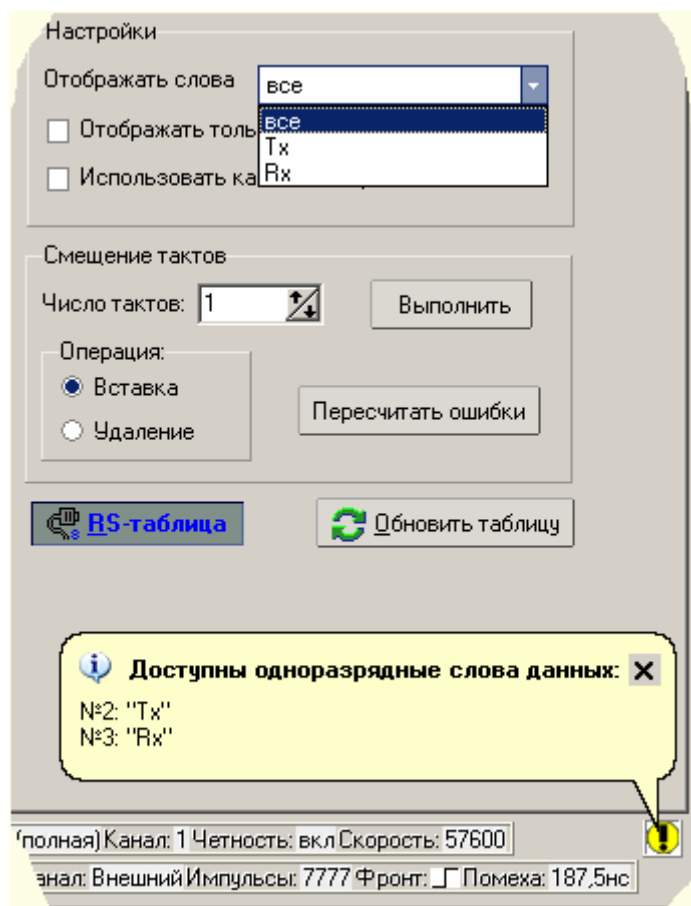 Настройки
Отображать слова все
все
Отображать толь
Tx
Использовать ка
Rx
Смещение тактов
Число тактов: 1 Выполнить
Операция:
Вставка
Пересчитать ошибки
Удаление
RS-таблица Обновить таблицу
Доступны одноразрядные слова данных:
№2: "Tx"
№3: "Rx"
(полная) Канал: 1 Четность: вкл Скорость: 57600
анал: Внешний Импульсы: 7777 Фронт: Помеха: 187,5нс